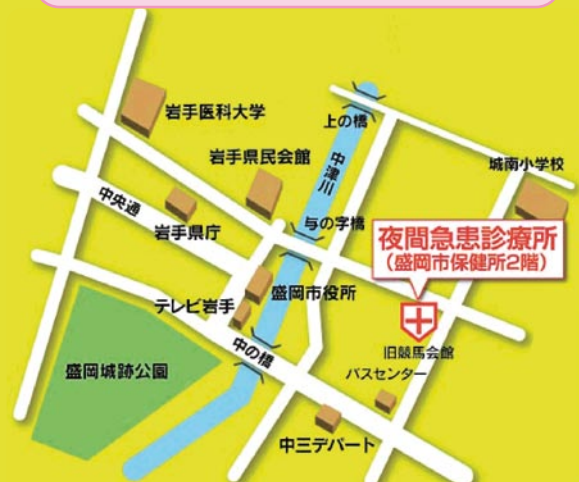 岩手医科大学
上の橋
岩手県民会館
中津川
城南小学校
中央通
与の字橋
岩手県庁
夜間急患診療所
(盛岡市保健所2階)
盛岡市役所
テレビ岩手
中の橋
旧競馬会館
バスセンター
盛岡城跡公園
中三デパート